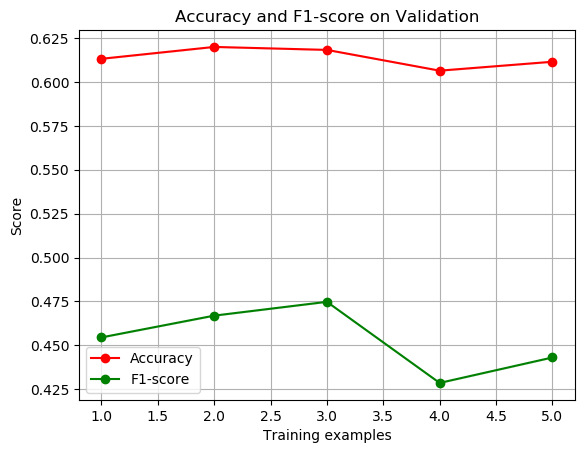 Accuracy and F1-score on Validation
0.625
0.600
0.575
0.550
0.525
0.500
0.475
0.450
0.425
Score
Accuracy
F1-score
1.0 1.5 2.0 2.5 3.0 3.5 4.0 4.5 5.0
Training examples